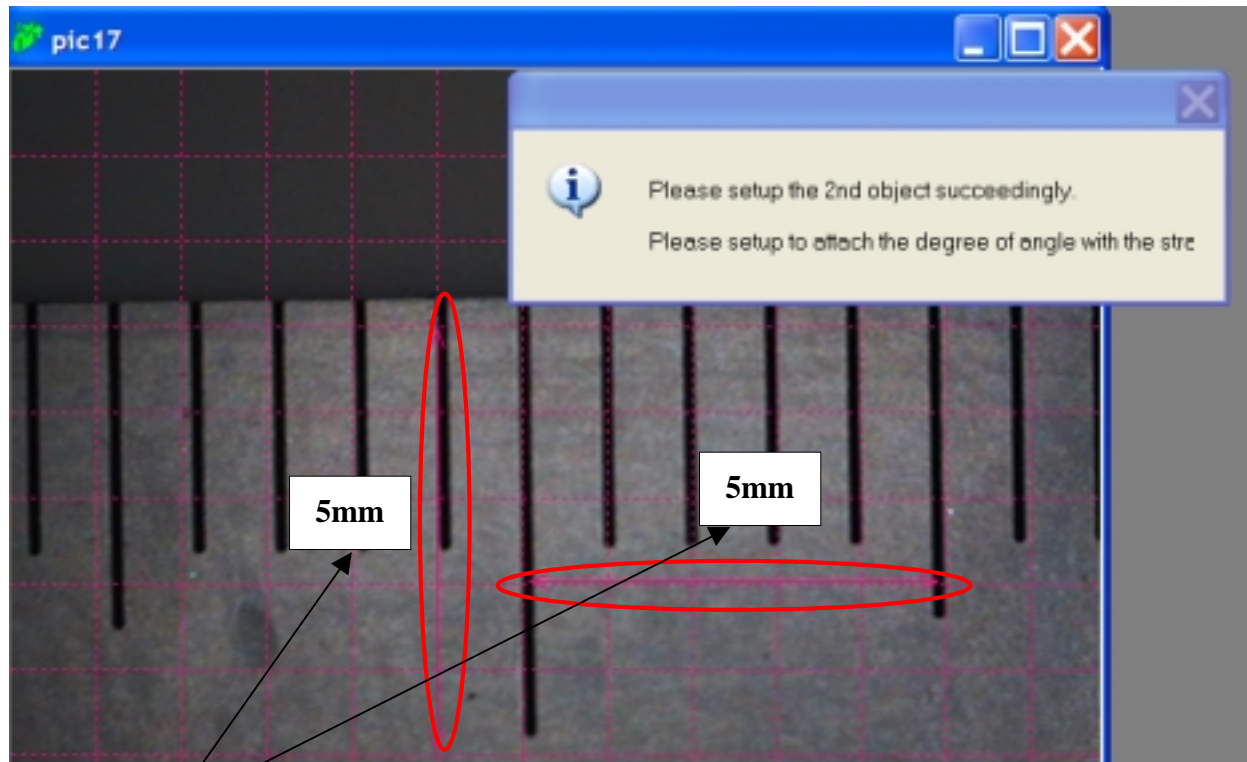 pic17
Please setup the 2nd object succeedingly.
Please setup to attach the degree of angle with the stra
5mm
5mm